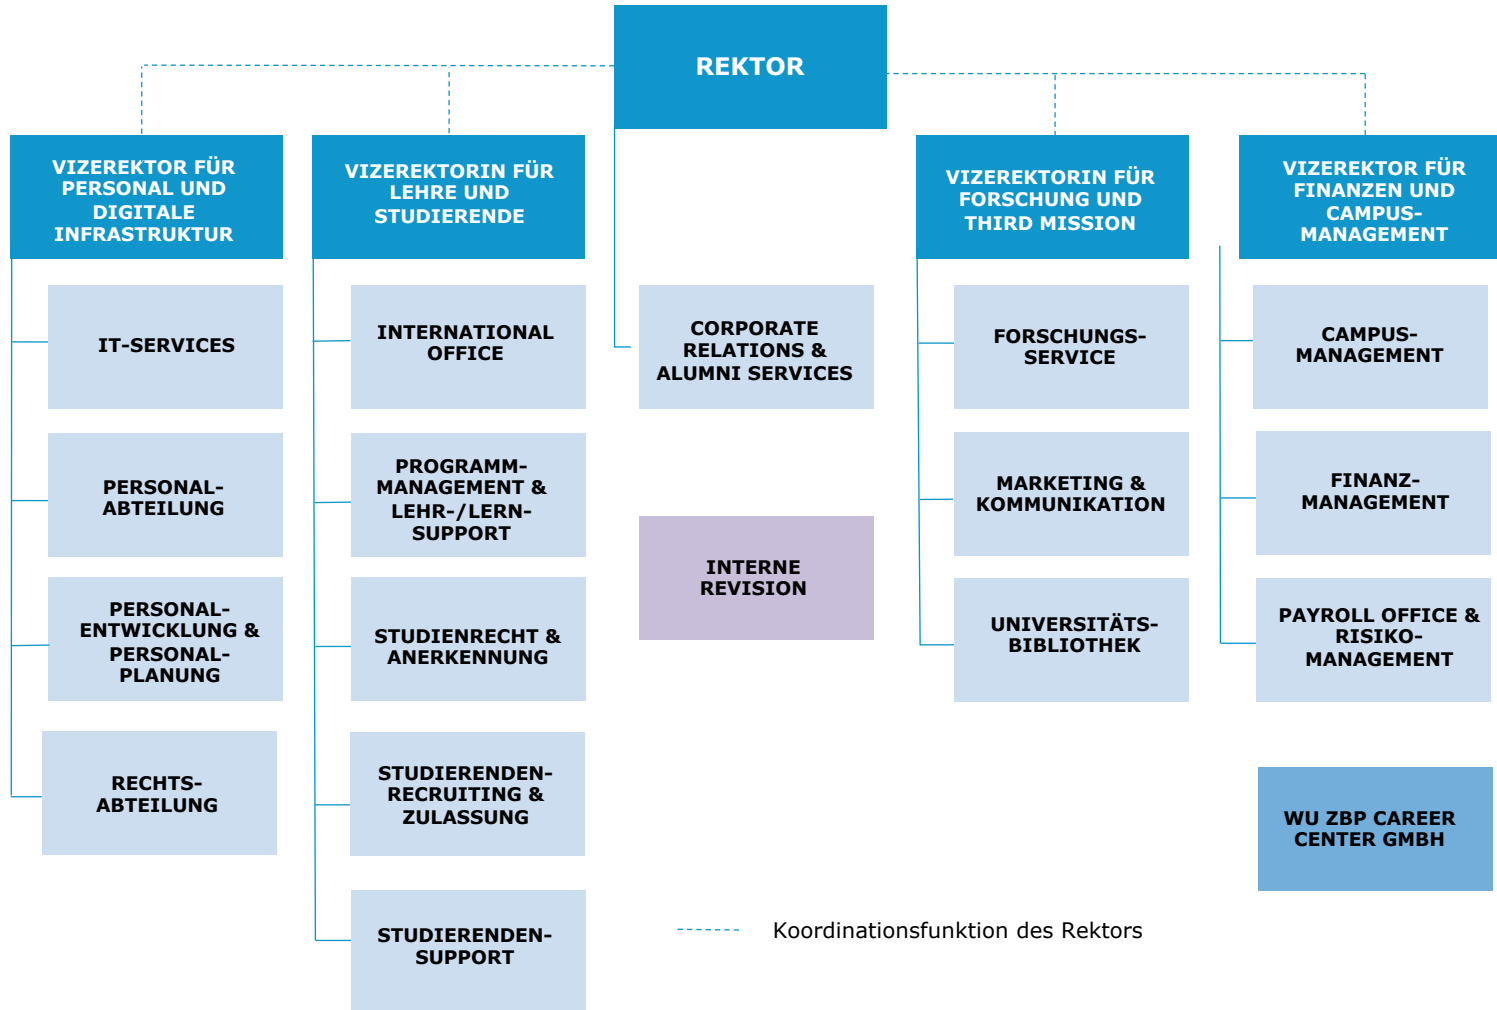 REKTOR
VIZEREKTOR FÜR
PERSONAL UND
DIGITALE
INFRASTRUKTUR
IT-SERVICES
PERSONAL-
ABTEILUNG
PERSONAL-
ENTWICKLUNG &
PERSONAL-
PLANUNG
RECHTS-
ABTEILUNG
VIZEREKTORIN FÜR
LEHRE UND
STUDIERENDE
INTERNATIONAL
OFFICE
PROGRAMM-
MANAGEMENT &
LEHR-/LERN-
SUPPORT
STUDIENRECHT &
ANERKENNUNG
STUDIERENDEN-
RECRUITING &
ZULASSUNG
STUDIERENDEN-
SUPPORT
CORPORATE
RELATIONS &
ALUMNI SERVICES
INTERNE
REVISION
VIZEREKTORIN FÜR
FORSCHUNG UND
THIRD MISSION
FORSCHUNGS-
SERVICE
MARKETING &
KOMMUNIKATION
UNIVERSITÄTS-
BIBLIOTHEK
VIZEREKTOR FÜR
FINANZEN UND
CAMPUS-
MANAGEMENT
CAMPUS-
MANAGEMENT
FINANZ-
MANAGEMENT
PAYROLL OFFICE &
RISIKO-
MANAGEMENT
WU ZBP CAREER
CENTER GMBH
Koordinationsfunktion des Rektors